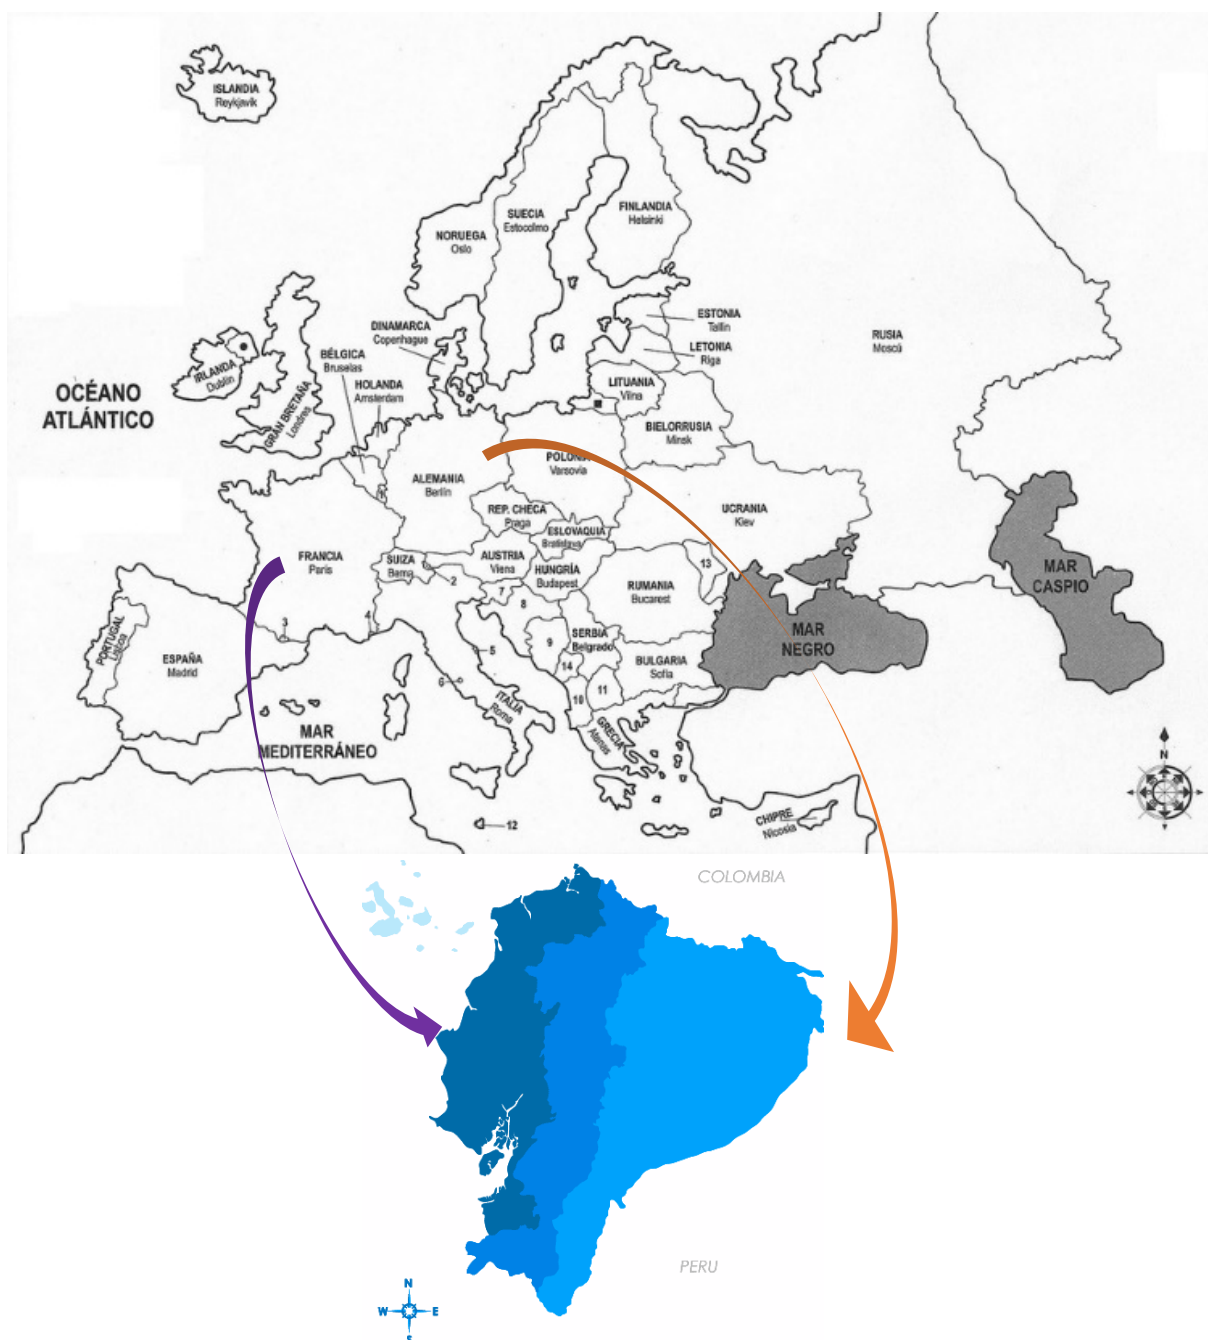 ISLANDIA
Reykjavik
NORUEGA
Oslo
SUECIA
Estocolmo
FINLANDIA
Helsinki
ESTONIA
Tallin
LETONIA
Riga
RUSIA
Moscú
DINAMARCA
Copenhague
BÉLGICA
Bruselas
HOLANDA
Amsterdam
IRLANDA
Dublín
GRAN BRETAÑA
Londres
OCÉANO
ATLÁNTICO
LITUANIA
Vilna
BIELORRUSIA
Minsk
POLONIA
Varsovia
ALEMANIA
Berlín
1
REP. CHECA
Praga
ESLOVAQUIA
Bratislava
UCRANIA
Kiev
FRANCIA
París
SUIZA
Berna
2
AUSTRIA
Viena
HUNGRÍA
Budapest
13
RUMANIA
Bucarest
MAR
CASPIO
7
8
3
4
PORTUGAL
Lisboa
ESPAÑA
Madrid
5
6
9
SERBIA
Belgrado
14
MAR
NEGRO
BULGARIA
Sofía
10
11
ITALIA
Roma
GRECIA
Atenas
MAR
MEDITERRÁNEO
12
CHIPRE
Nicosia
N
COLOMBIA
PERU
N
W
E
S